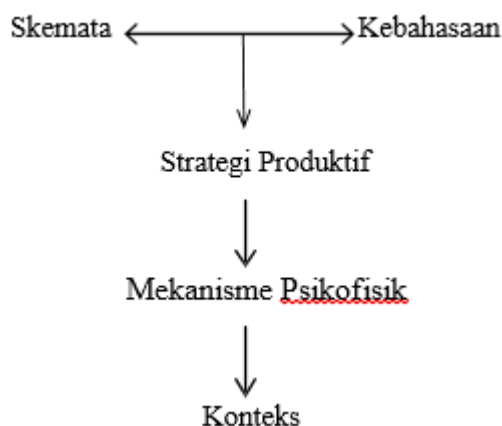 Skemata Kebahasaan
Strategi Produktif
Mekanisme Psikofisik
Konteks